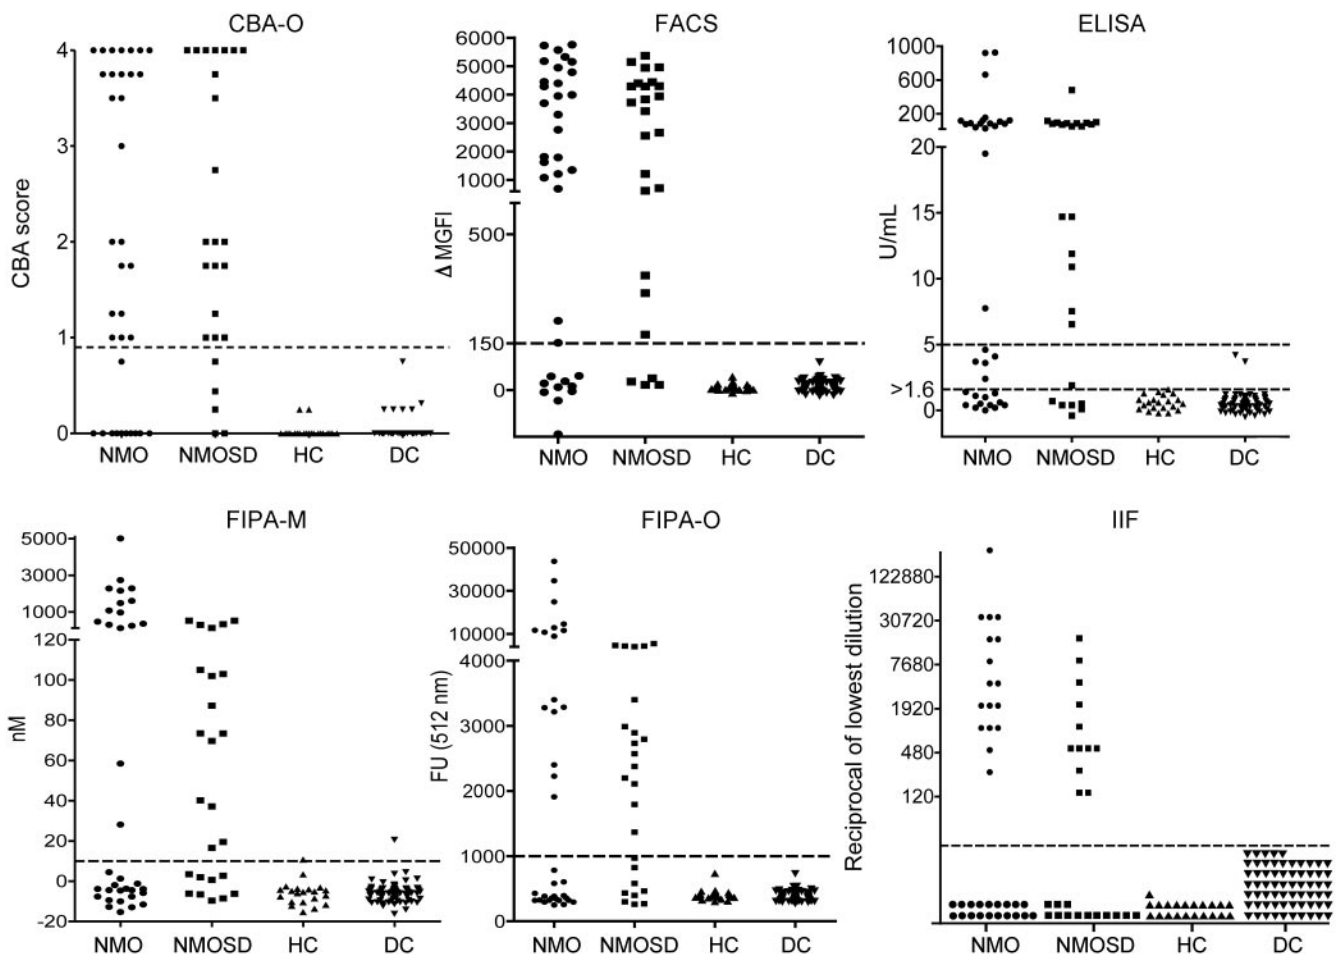 CBA-O
CBA score
4
3
2
1
0
NMO NMOSD HC DC
FACS
Δ MGFI
6000
5000
4000
3000
2000
1000
500
150
0
NMO NMOSD HC DC
ELISA
U/mL
1000
600
200
20
15
10
5
>1.6
0
NMO NMOSD HC DC
FIPA-M
nM
5000
3000
1000
120
100
80
60
40
20
0
-20
NMO NMOSD HC DC
FIPA-O
FU (512 nm)
50000
30000
10000
4000
3000
2000
1000
0
NMO NMOSD HC DC
IIF
Reciprocal of lowest dilution
122880
30720
7680
1920
480
120
NMO NMOSD HC DC